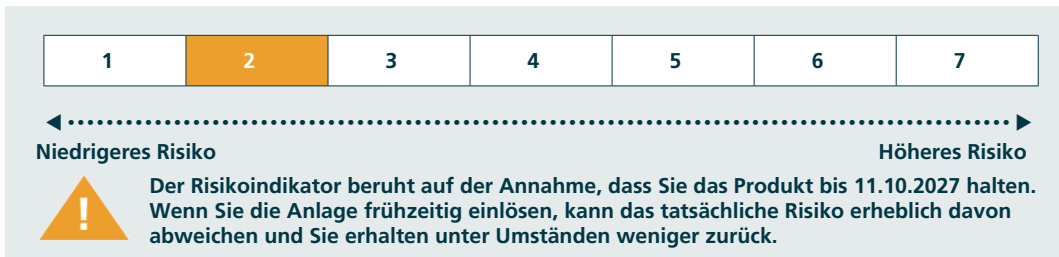 1 2 3 4 5 6 7
Niedrigeres Risiko Höheres Risiko
Der Risikoindikator beruht auf der Annahme, dass Sie das Produkt bis 11.10.2027 halten.
Wenn Sie die Anlage frühzeitig einlösen, kann das tatsächliche Risiko erheblich davon
abweichen und Sie erhalten unter Umständen weniger zurück.